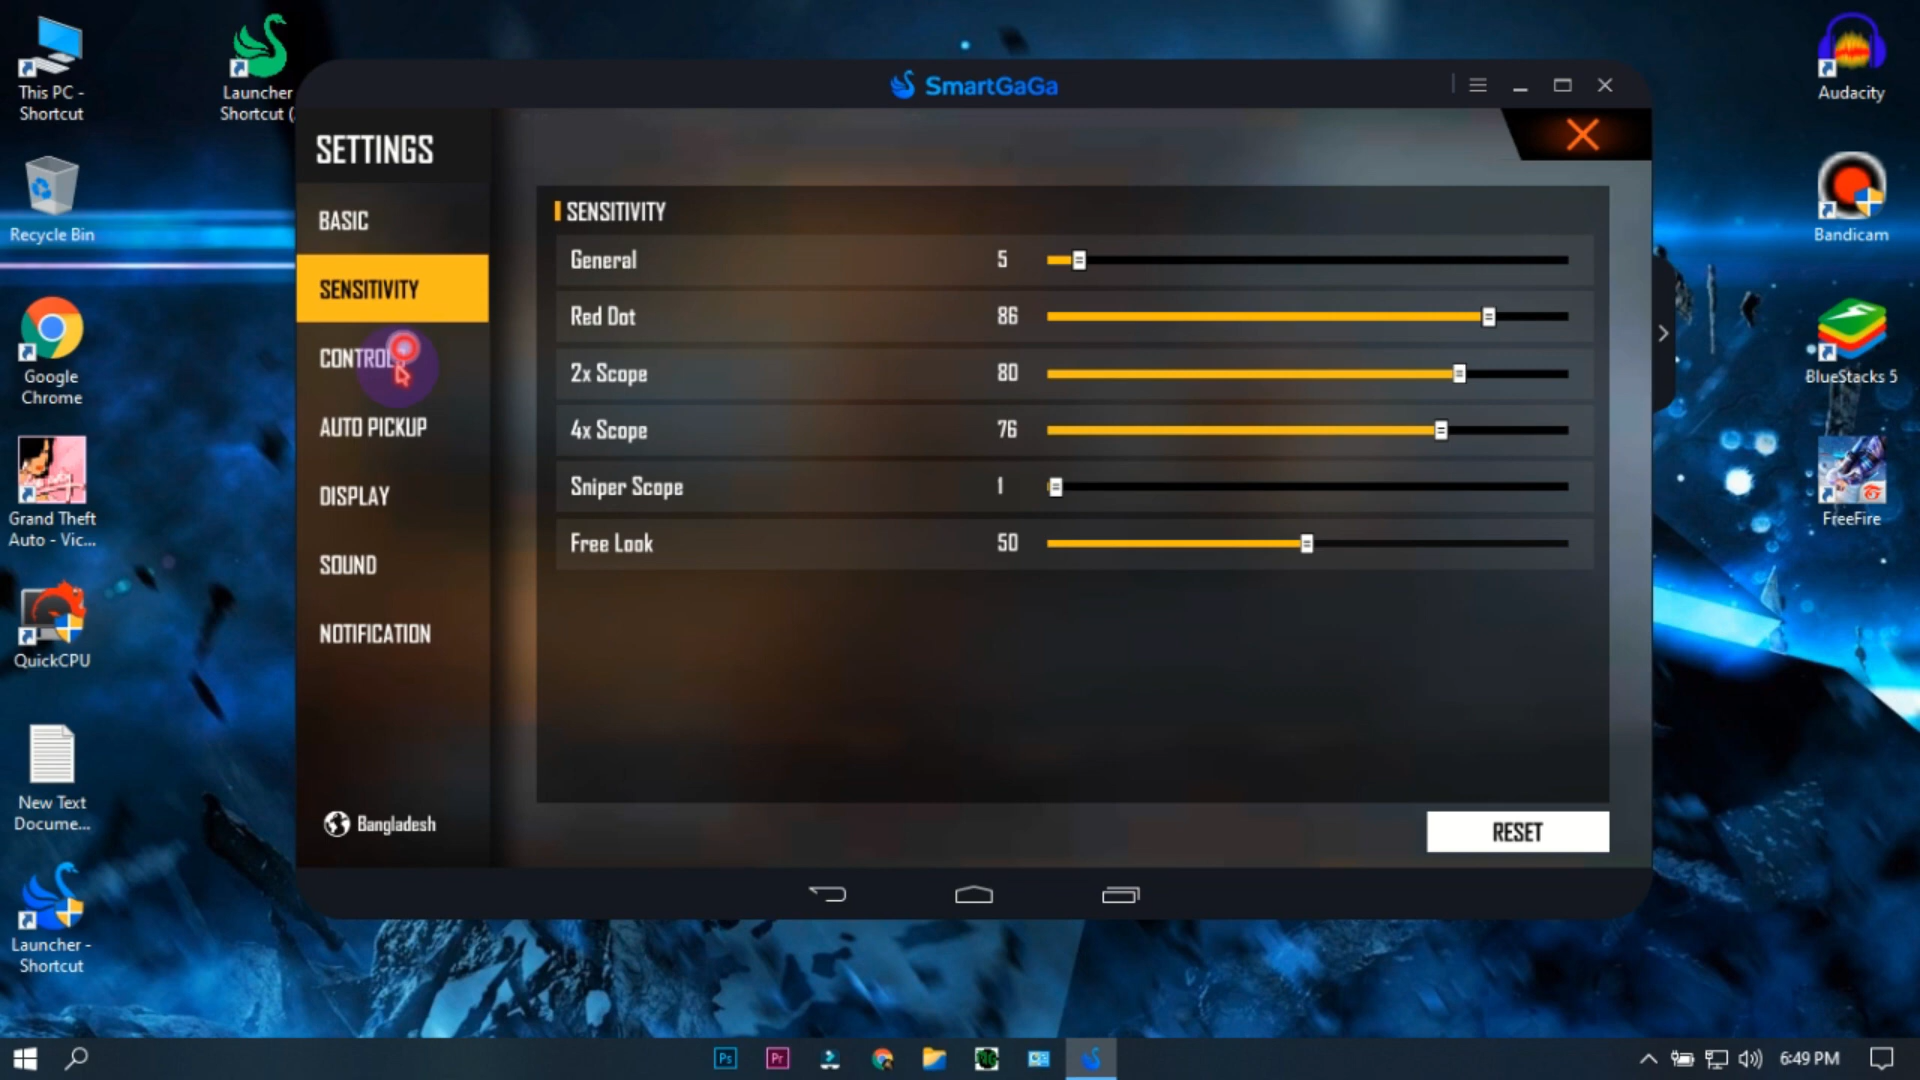 This PC -
Shortcut
Launcher
Shortcut (
SmartGaGa
Audacity
Recycle Bin
Bandicam
Google
Chrome
BlueStacks 5
Grand Theft
Auto - Vic...
FreeFire
QuickCPU
New Text
Docume...
Launcher -
Shortcut
SETTINGS
BASIC
SENSITIVITY
CONTROL
AUTO PICKUP
DISPLAY
SOUND
NOTIFICATION
Bangladesh
SENSITIVITY
General 5
Red Dot 86
2x Scope 80
4x Scope 76
Sniper Scope 1
Free Look 50
RESET
Ps
Pr
6:49 PM